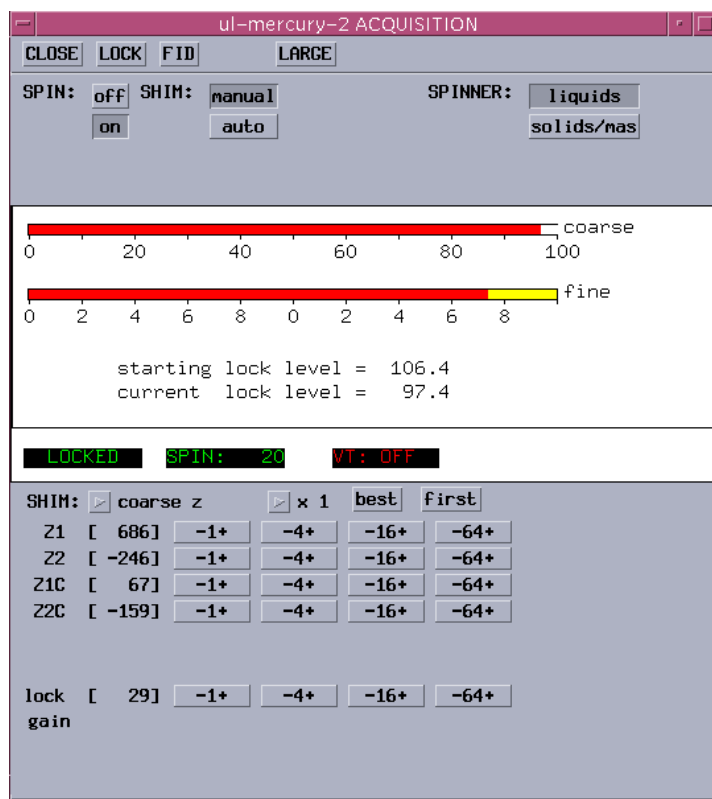 ul-mercury-2 ACQUISITION
CLOSE LOCK FID LARGE
SPIN: off SHIM: manual SPINNER: liquids
on auto solids/mas
coarse
0 20 40 60 80 100
fine
0 2 4 6 8 0 2 4 6 8
starting lock level = 106.4
current lock level = 97.4
LOCKED SPIN: 20 VT: OFF
SHIM: coarse z x 1 best first
Z1 [ 686] -1+ -4+ -16+ -64+
Z2 [ -246] -1+ -4+ -16+ -64+
Z1C [ 67] -1+ -4+ -16+ -64+
Z2C [ -159] -1+ -4+ -16+ -64+
lock [ 29] -1+ -4+ -16+ -64+
gain